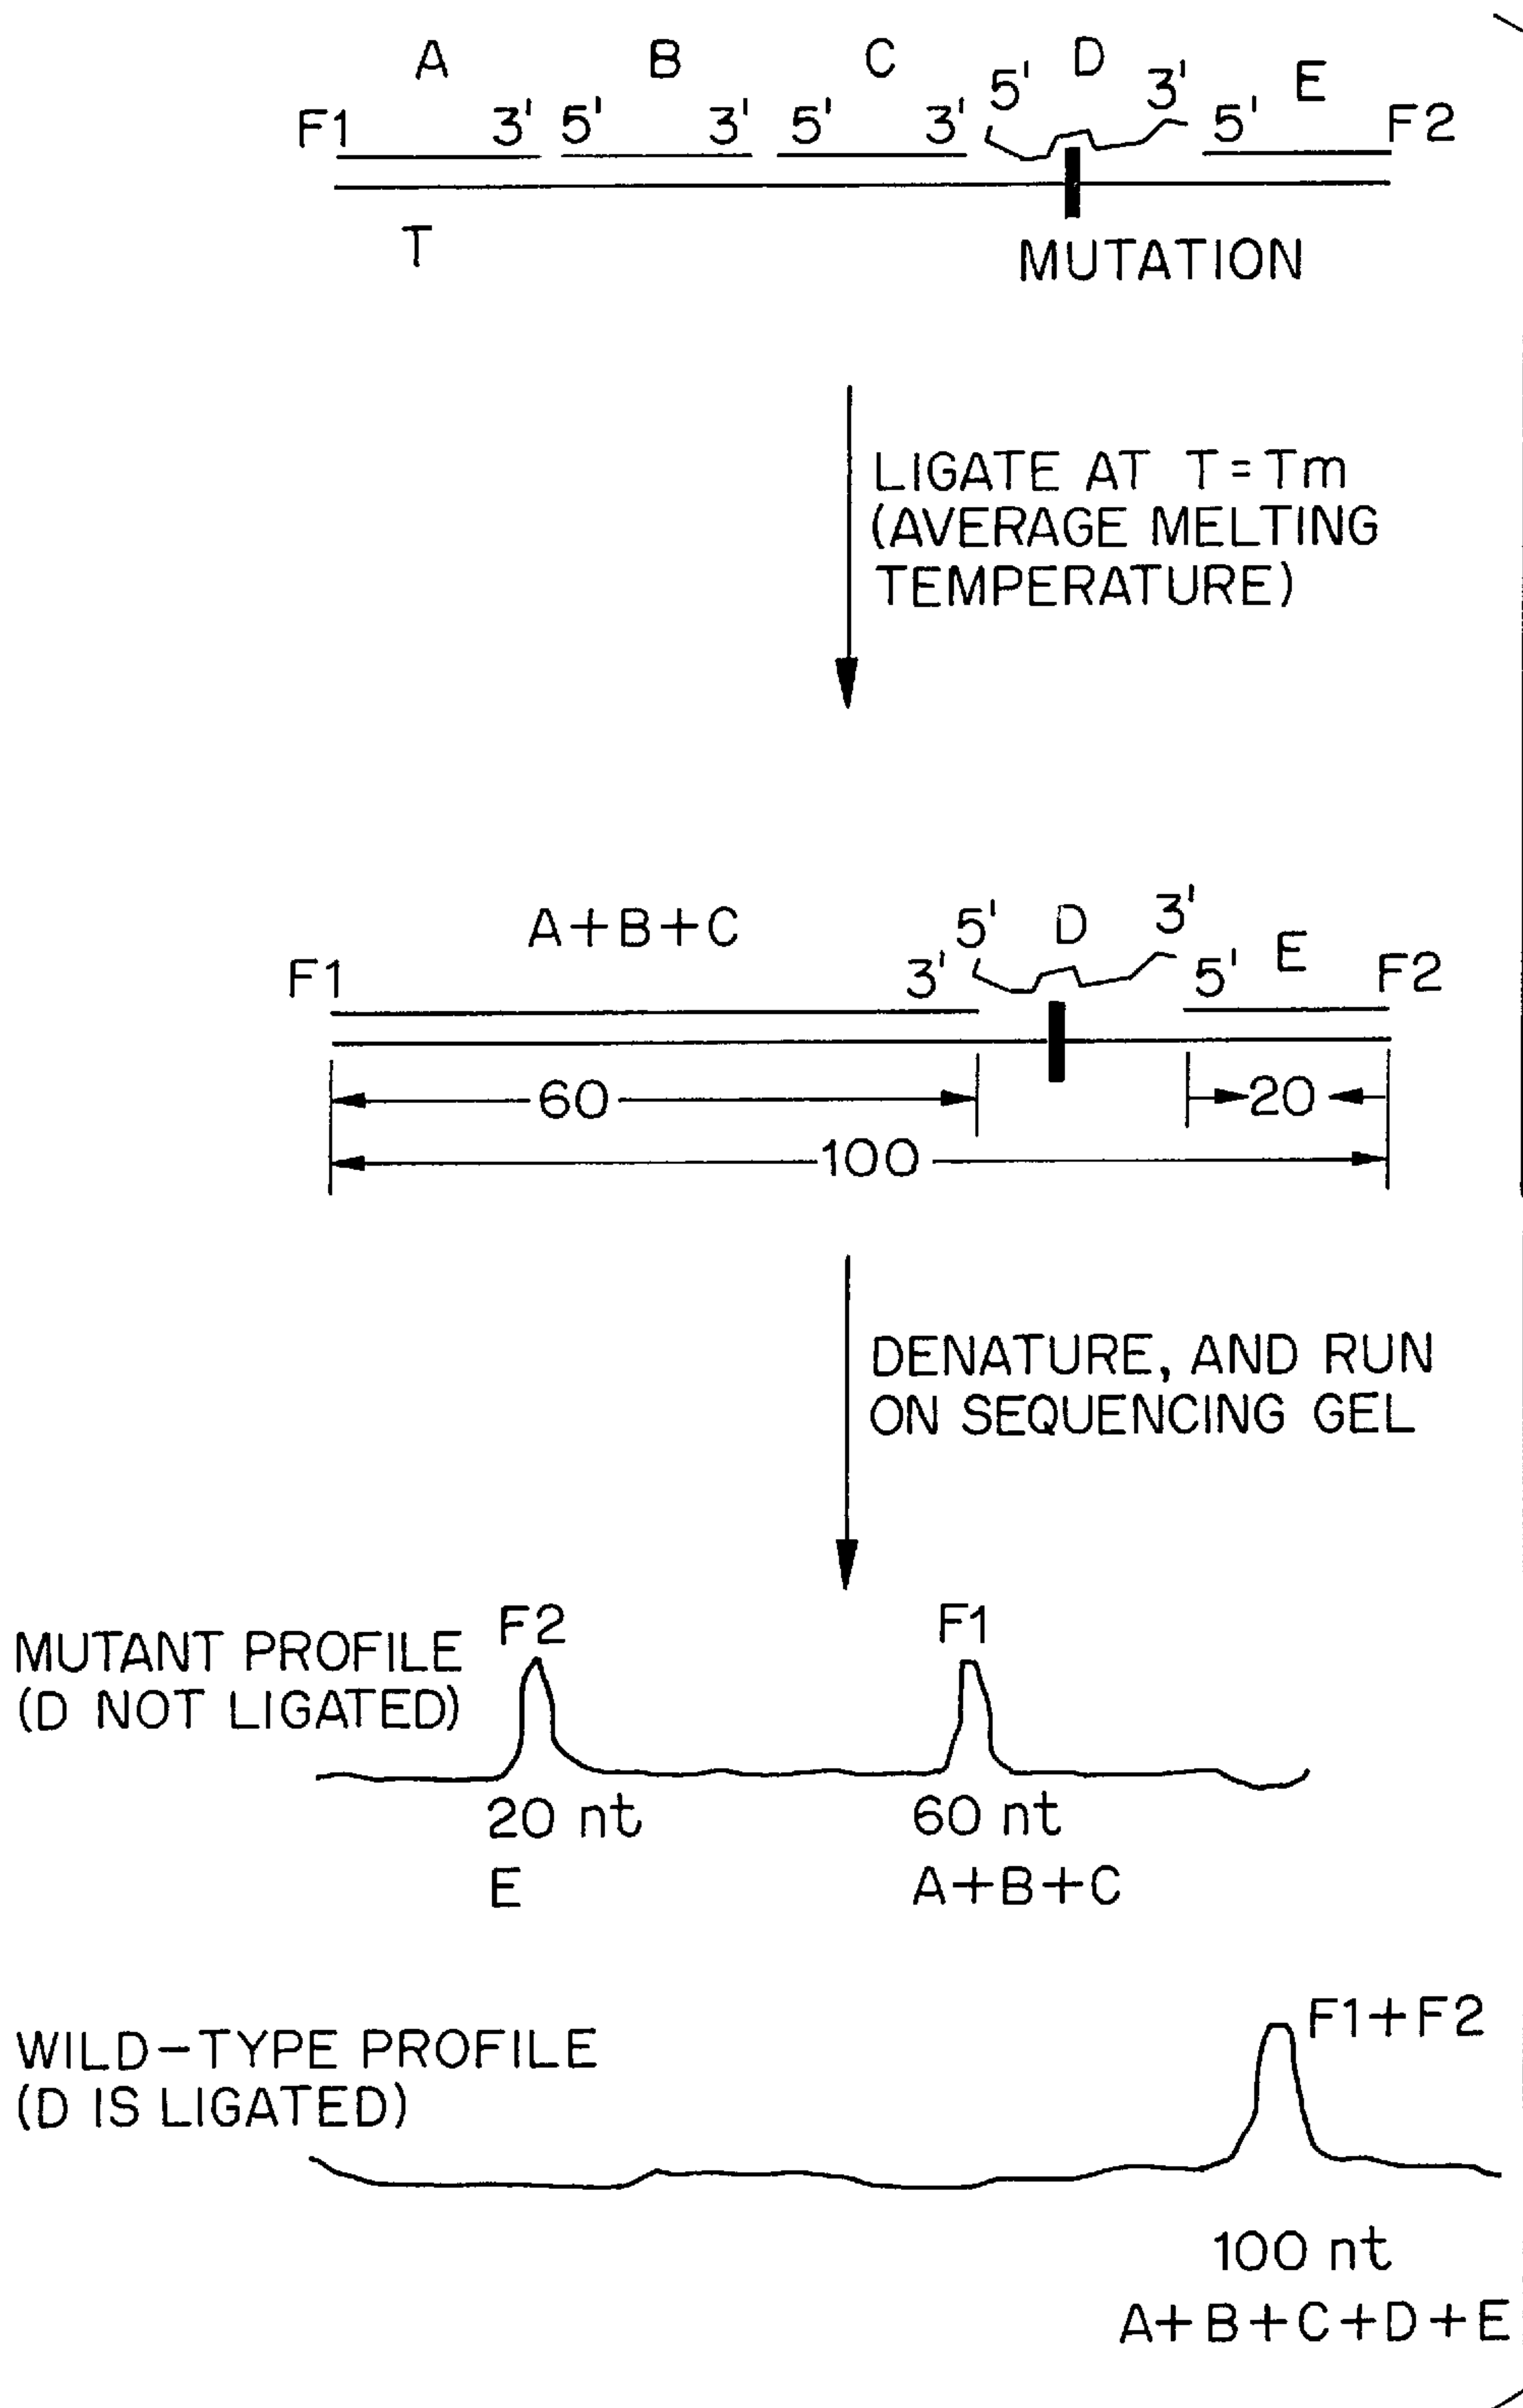 A B C D E
F1 3' 5' 3' 5' 3' 5' 3' 5' F2
T
MUTATION
LIGATE AT T=Tm
(AVERAGE MELTING
TEMPERATURE)
A+B+C D E
F1 3' 5' 3' 5' F2
60 20
100
DENATURE, AND RUN
ON SEQUENCING GEL
MUTANT PROFILE
(D NOT LIGATED)
F2 F1
20 nt 60 nt
E A+B+C
WILD-TYPE PROFILE
(D IS LIGATED)
F1+F2
100 nt
A+B+C+D+E